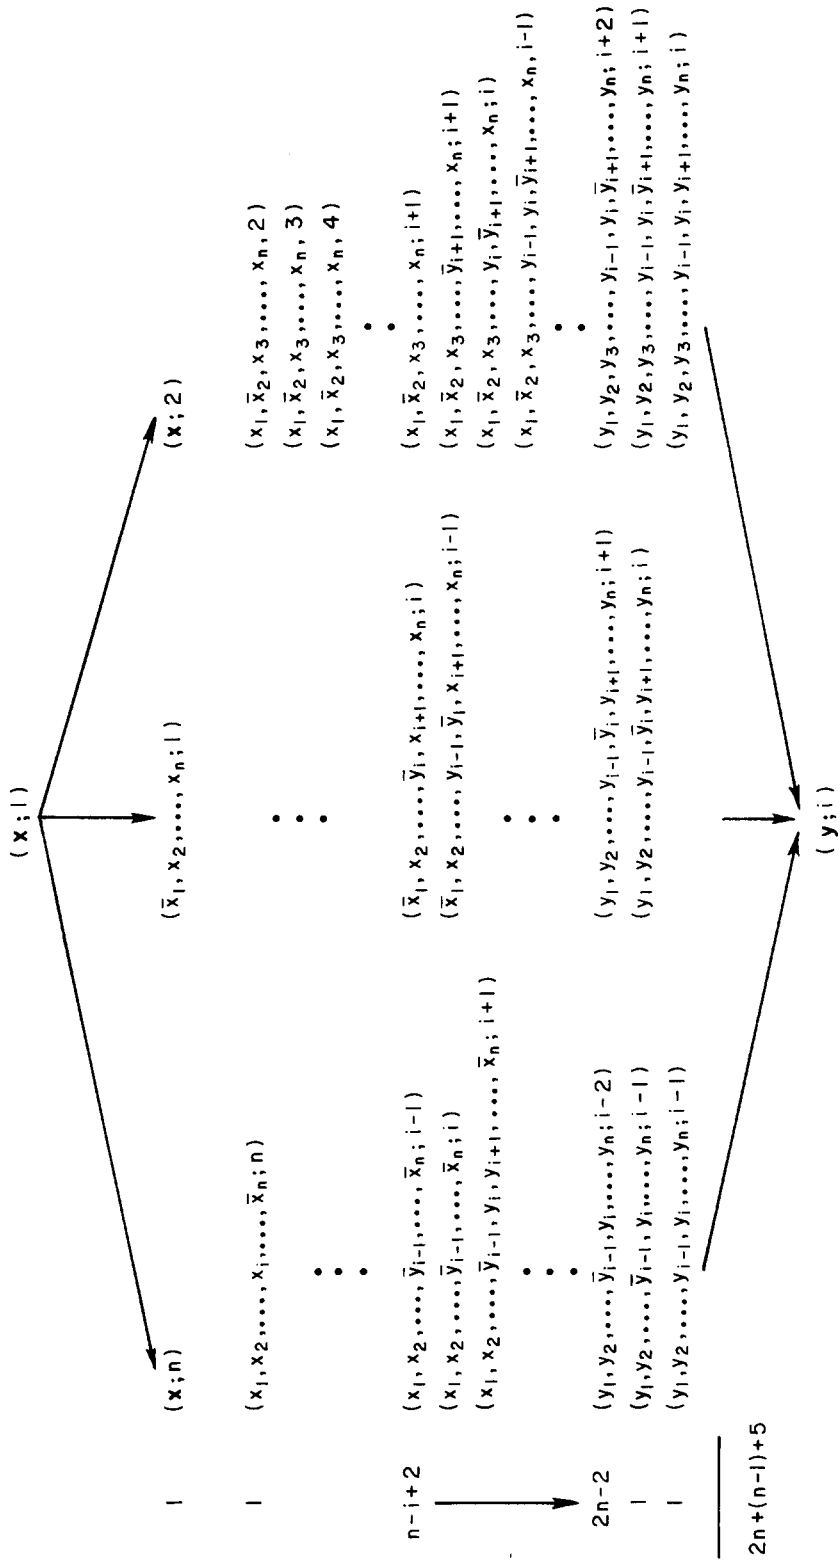 (x;1)
1 (x;n) (x̄₁,x₂,....,xₙ;1) (x;2)
1 (x₁,x₂,....,xᵢ,....,x̄ₙ;n) (x₁,x̄₂,x₃,....,xₙ,2)
(x₁,x̄₂,x₃,....,xₙ,3)
(x₁,x̄₂,x₃,....,xₙ,4)
n-i+2 (x₁,x₂,....,ȳᵢ₋₁,....,x̄ₙ;i-1) (x̄₁,x₂,....,ȳᵢ,xᵢ₊₁,....,xₙ;i) (x₁,x̄₂,x₃,....,xₙ;i+1)
(x₁,x₂,....,ȳᵢ₋₁,....,x̄ₙ;i) (x̄₁,x₂,....,yᵢ₋₁,ȳᵢ,xᵢ₊₁,....,xₙ;i-1) (x₁,x̄₂,x₃,....,ȳᵢ₊₁,....,xₙ;i+1)
(x₁,x₂,....,ȳᵢ₋₁,yᵢ,yᵢ₊₁,....,x̄ₙ;i+1) (x₁,x̄₂,x₃,....,yᵢ,ȳᵢ₊₁,....,xₙ;i)
(x₁,x̄₂,x₃,....,yᵢ₋₁,yᵢ,ȳᵢ₊₁,....,xₙ,i-1)
2n-2 (y₁,y₂,....,ȳᵢ₋₁,yᵢ,....,yₙ;i-2) (y₁,y₂,....,yᵢ₋₁,ȳᵢ,yᵢ₊₁,....,yₙ;i+1) (y₁,y₂,y₃,....,yᵢ₋₁,yᵢ,ȳᵢ₊₁,....,yₙ;i+2)
1 (y₁,y₂,....,ȳᵢ₋₁,yᵢ,....,yₙ;i-1) (y₁,y₂,....,yᵢ₋₁,ȳᵢ,yᵢ₊₁,....,yₙ;i) (y₁,y₂,y₃,....,yᵢ₋₁,yᵢ,ȳᵢ₊₁,....,yₙ;i+1)
1 (y₁,y₂,....,yᵢ₋₁,yᵢ,....,yₙ;i-1) (y₁,y₂,y₃,....,yᵢ₋₁,yᵢ,yᵢ₊₁,....,yₙ;i)
2n+(n-1)+5
(y;i)